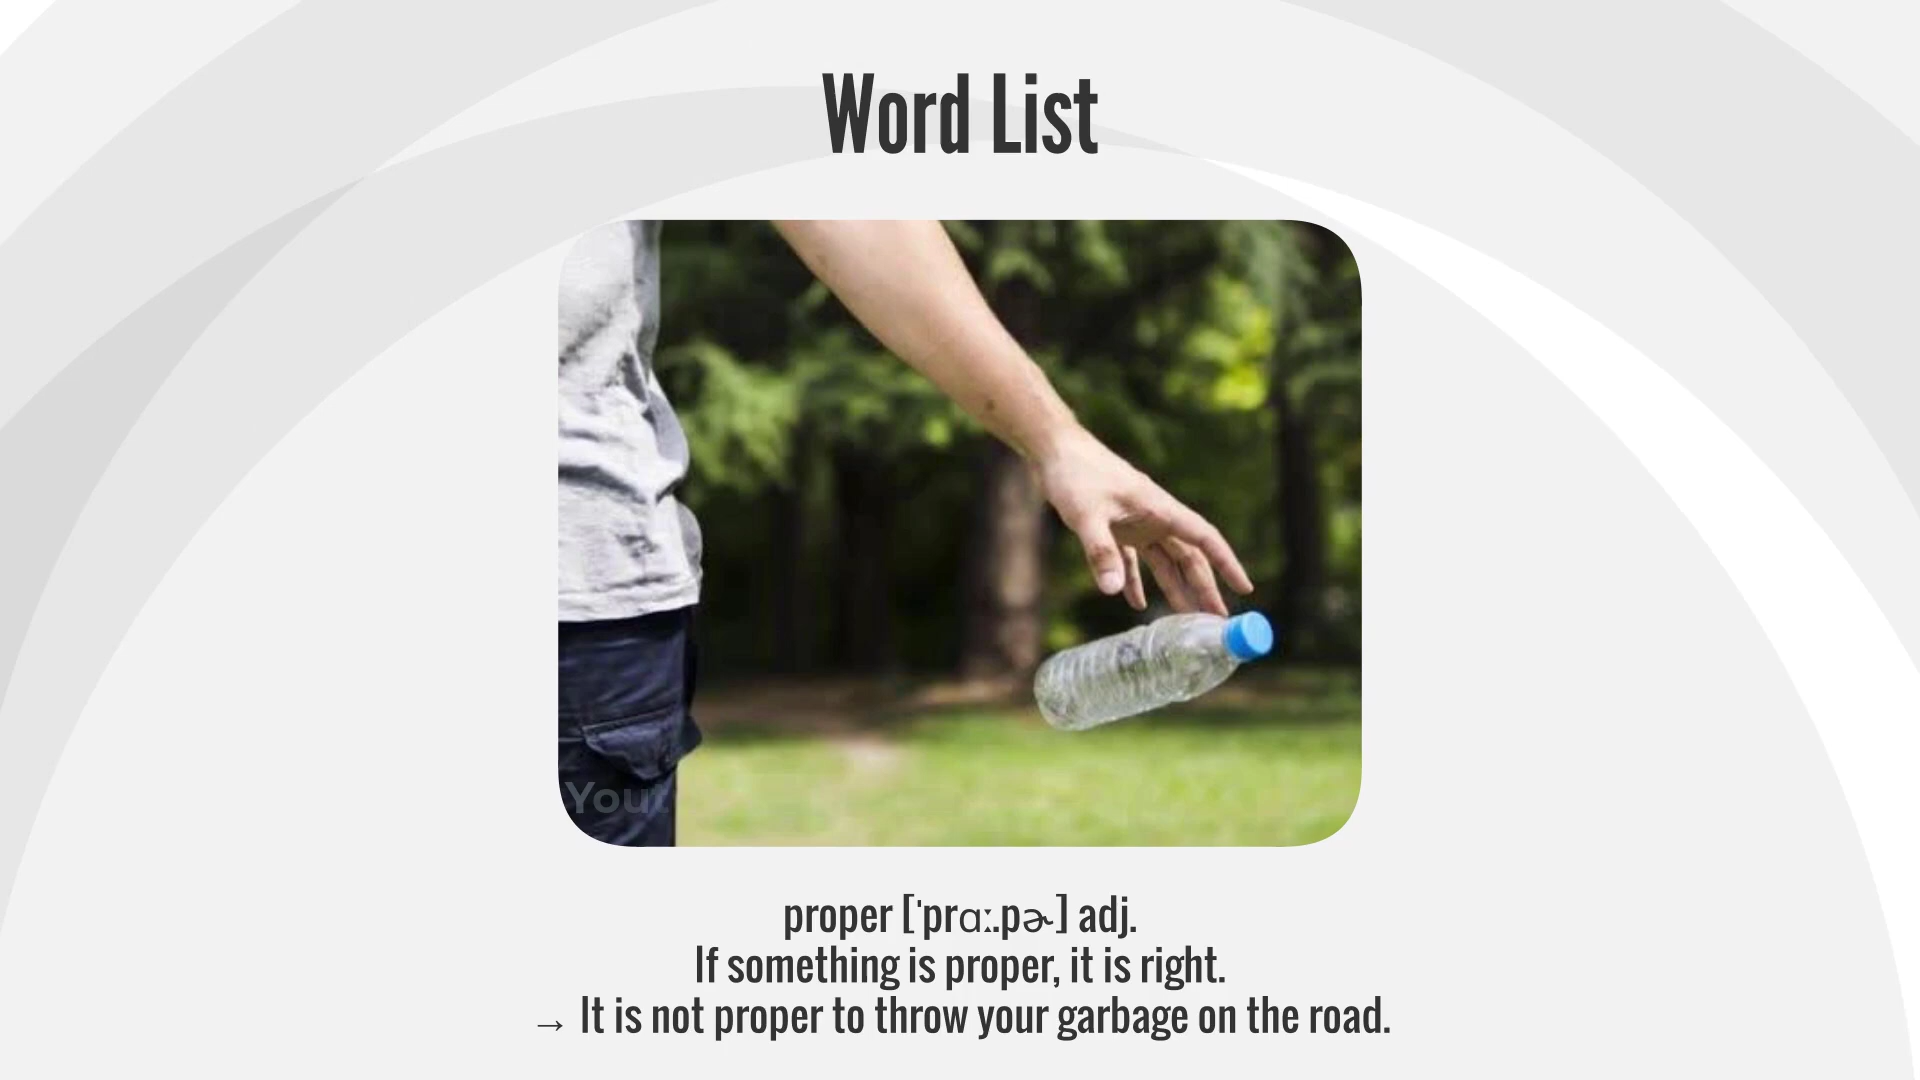 Word List
Yout
proper [ˈprɑː.pɚ] adj.
If something is proper, it is right.
→ It is not proper to throw your garbage on the road.